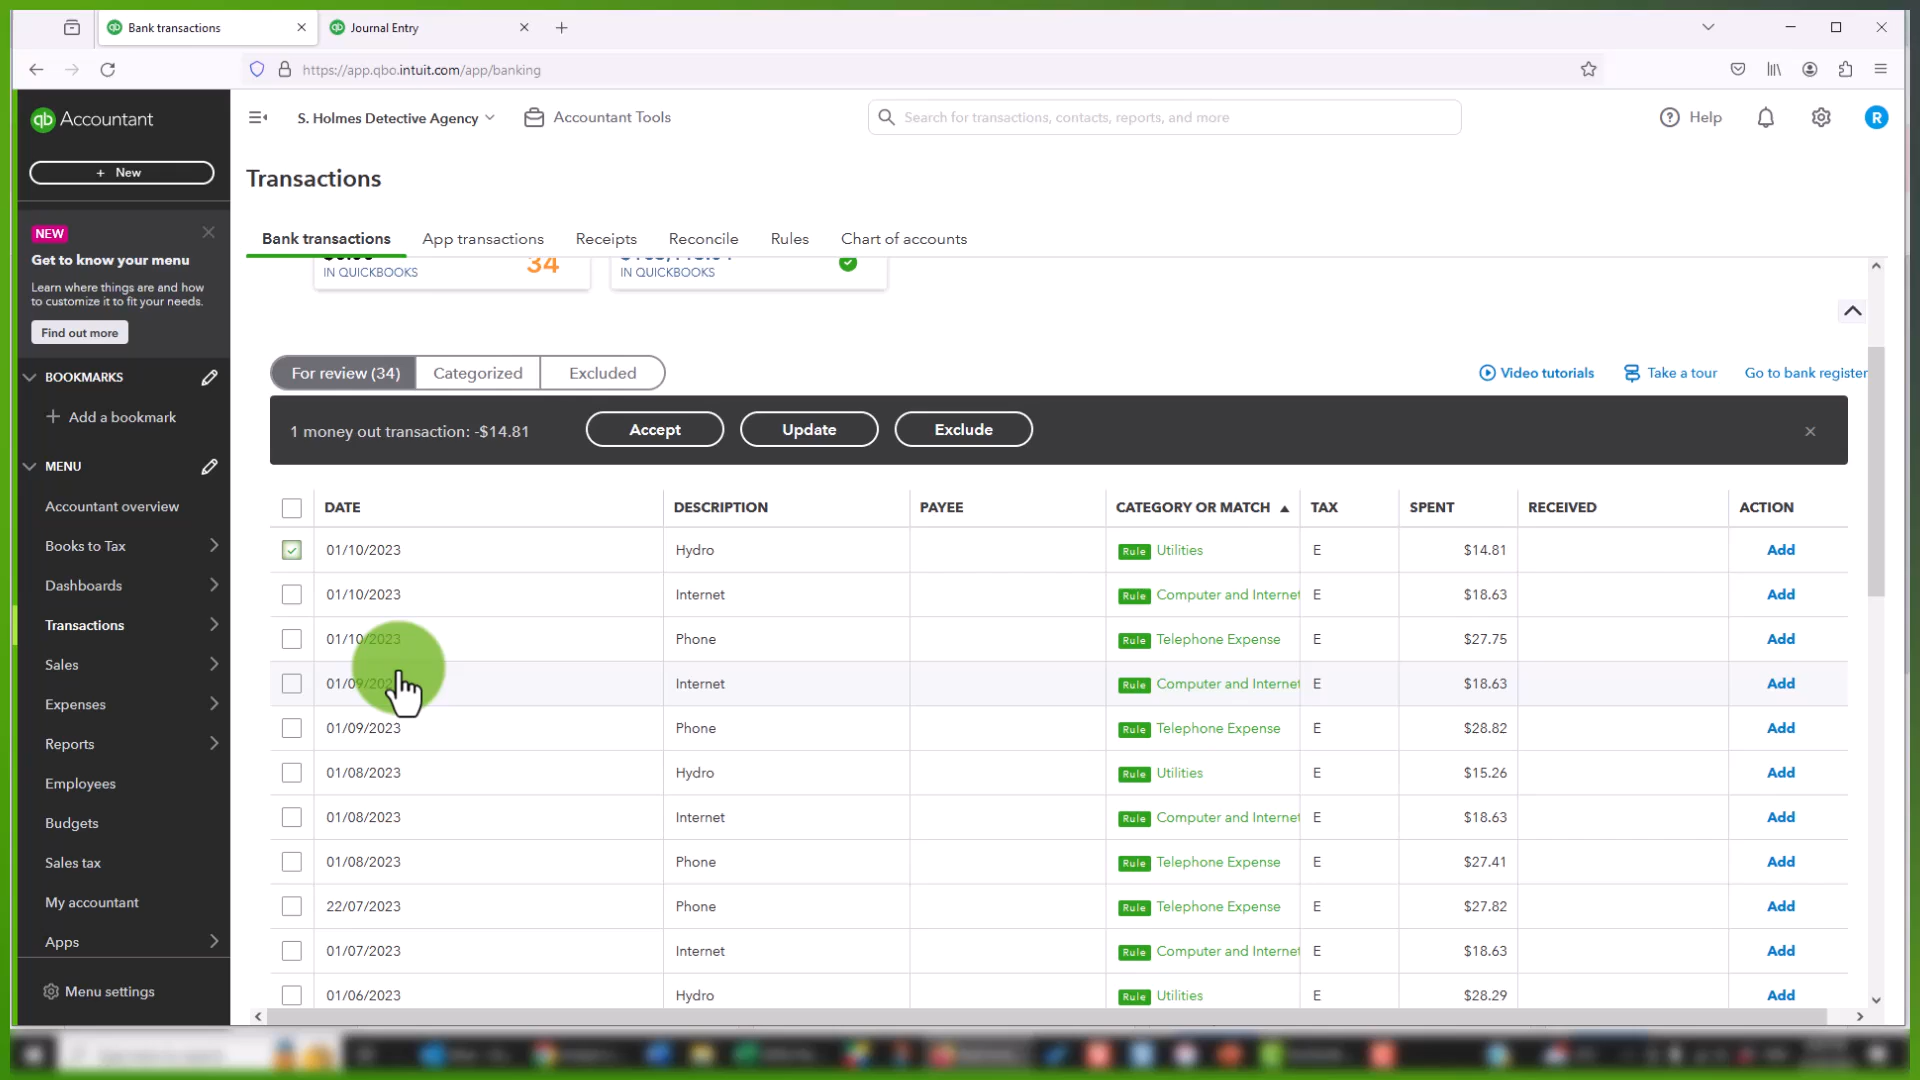 Bank transactions
Journal Entry
https://app.qbo.intuit.com/app/banking
qb Accountant
S. Holmes Detective Agency
Accountant Tools
Search for transactions, contacts, reports, and more
Help
R
+ New
Transactions
NEW
Get to know your menu
Learn where things are and how
to customize it to fit your needs.
Find out more
Bank transactions
App transactions
Receipts
Reconcile
Rules
Chart of accounts
IN QUICKBOOKS
34
IN QUICKBOOKS
BOOKMARKS
Add a bookmark
MENU
Accountant overview
Books to Tax
Dashboards
Transactions
Sales
Expenses
Reports
Employees
Budgets
Sales tax
My accountant
Apps
Menu settings
For review (34)
Categorized
Excluded
Video tutorials
Take a tour
Go to bank register
1 money out transaction: -$14.81
Accept
Update
Exclude
DATE DESCRIPTION PAYEE CATEGORY OR MATCH TAX SPENT RECEIVED ACTION
01/10/2023 Hydro Rule Utilities E $14.81 Add
01/10/2023 Internet Rule Computer and Internet E $18.63 Add
01/10/2023 Phone Rule Telephone Expense E $27.75 Add
01/09/202 Internet Rule Computer and Internet E $18.63 Add
01/09/2023 Phone Rule Telephone Expense E $28.82 Add
01/08/2023 Hydro Rule Utilities E $15.26 Add
01/08/2023 Internet Rule Computer and Internet E $18.63 Add
01/08/2023 Phone Rule Telephone Expense E $27.41 Add
22/07/2023 Phone Rule Telephone Expense E $27.82 Add
01/07/2023 Internet Rule Computer and Internet E $18.63 Add
01/06/2023 Hydro Rule Utilities E $28.29 Add